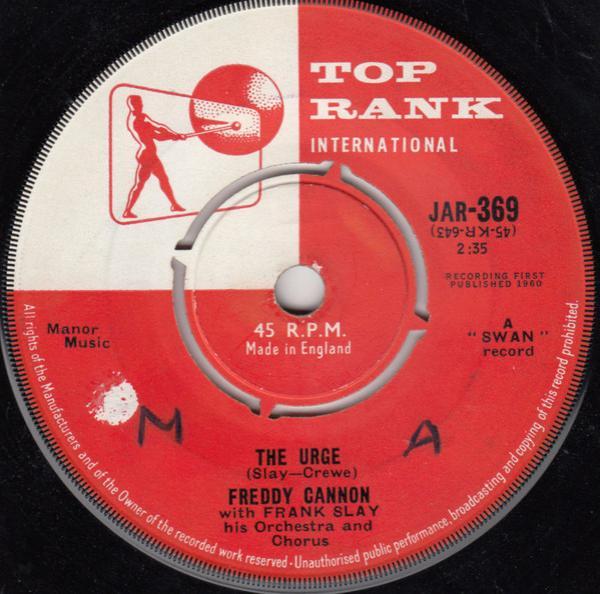 TOP
RANK
INTERNATIONAL
JAR-369
(45-K-R-643)
2:35
RECORDING FIRST
PUBLISHED 1960
Manor
Music
45 R.P.M.
Made in England
A
"SWAN"
record
M A
THE URGE
(Slay—Crewe)
FREDDY CANNON
with FRANK SLAY
his Orchestra and
Chorus
All rights of the Manufacturers and of the Owner of the recorded work reserved - Unauthorised public performance, broadcasting and copying of this record prohibited.